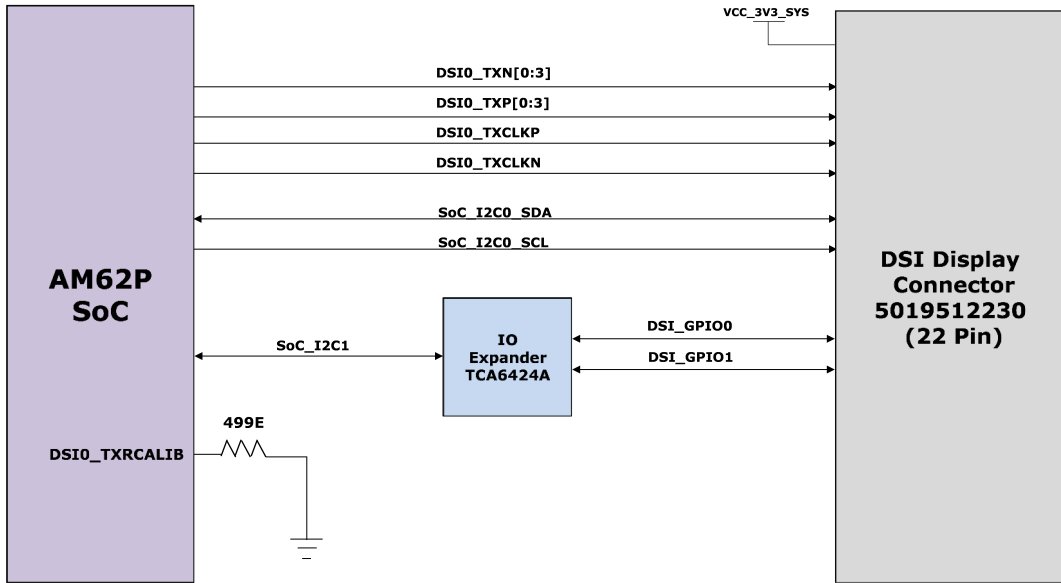 VCC_3V3_SYS
DSI0_TXN[0:3]
DSI0_TXP[0:3]
DSI0_TXCLKP
DSI0_TXCLKN
SoC_I2C0_SDA
SoC_I2C0_SCL
AM62P
SoC
DSI Display
Connector
5019512230
(22 Pin)
SoC_I2C1
IO
Expander
TCA6424A
DSI_GPIO0
DSI_GPIO1
499E
DSI0_TXRCALIB